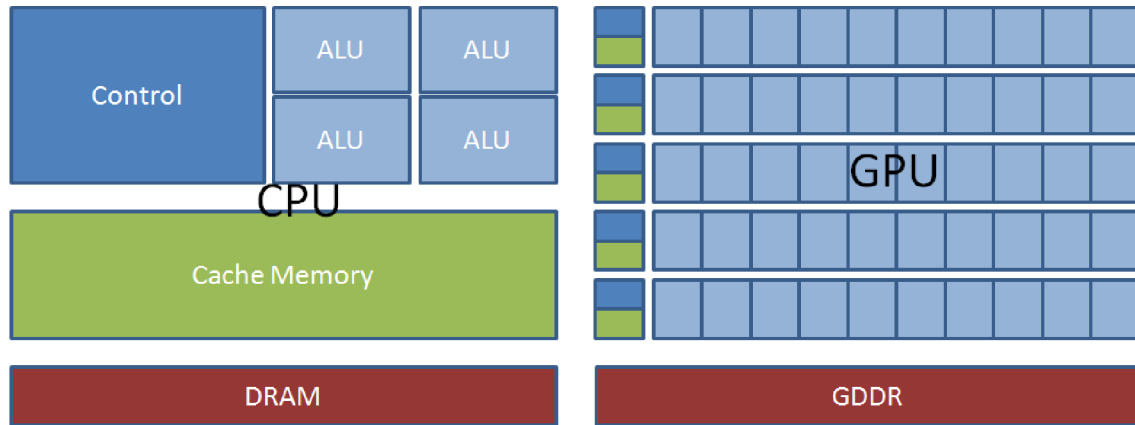 Control
ALU
ALU
ALU
ALU
CPU
Cache Memory
DRAM
GPU
GDDR